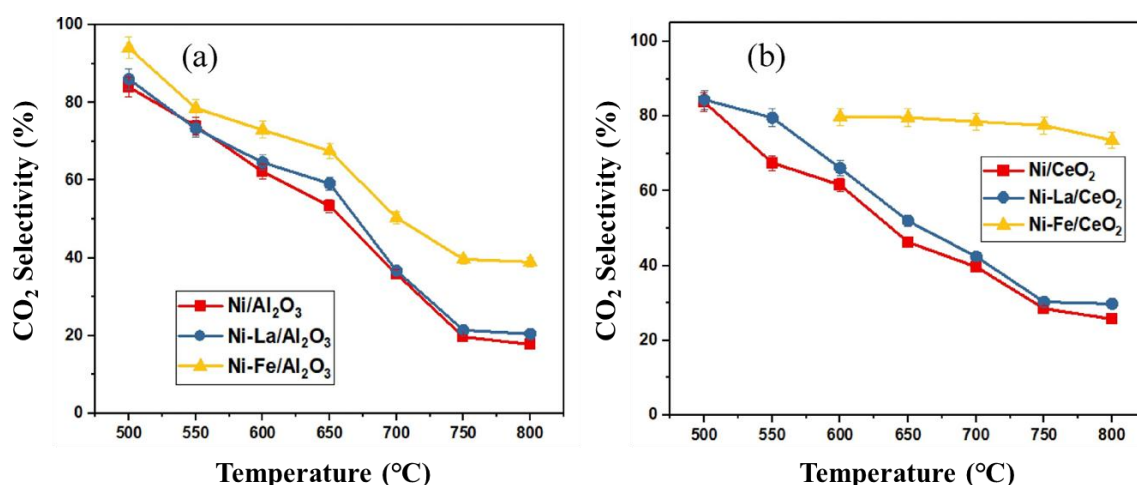 (a)
CO₂ Selectivity (%)
100
80
60
40
20
0
Ni/Al₂O₃
Ni-La/Al₂O₃
Ni-Fe/Al₂O₃
500 550 600 650 700 750 800
Temperature (°C)
(b)
CO₂ Selectivity (%)
100
80
60
40
20
0
Ni/CeO₂
Ni-La/CeO₂
Ni-Fe/CeO₂
500 550 600 650 700 750 800
Temperature (°C)